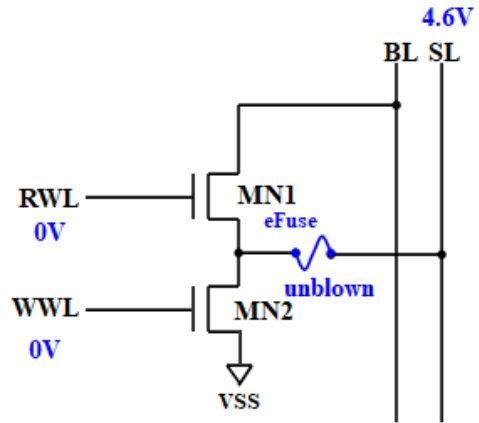 4.6V
BL SL
RWL
MN1
0V
eFuse
unblown
WWL
MN2
0V
VSS